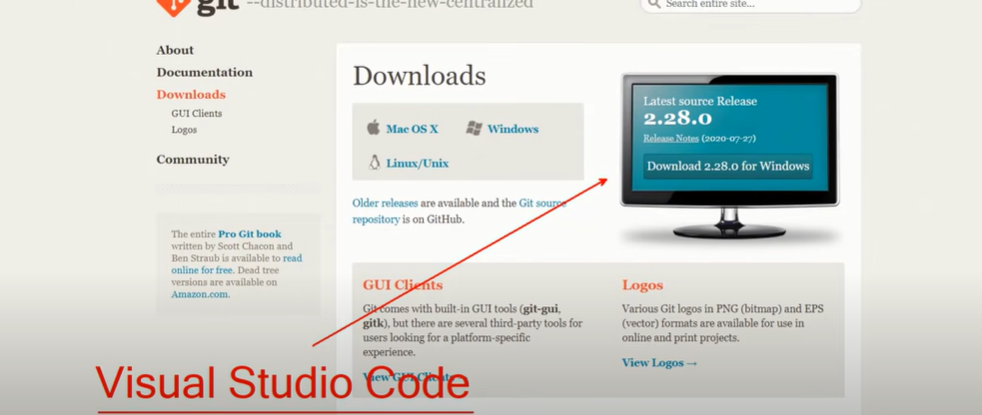 git --distributed-is-the-new-centralized
Search entire site...
About
Documentation
Downloads
GUI Clients
Logos
Community
The entire Pro Git book
written by Scott Chacon and
Ben Straub is available to read
online for free. Dead tree
versions are available on
Amazon.com.
Downloads
Mac OS X
Windows
Linux/Unix
Older releases are available and the Git source
repository is on GitHub.
Latest source Release
2.28.0
Release Notes (2020-07-27)
Download 2.28.0 for Windows
GUI Clients
Git comes with built-in GUI tools (git-gui,
gitk), but there are several third-party tools for
users looking for a platform-specific
experience.
View GUI Clients
Logos
Various Git logos in PNG (bitmap) and EPS
(vector) formats are available for use in
online and print projects.
View Logos →
Visual Studio Code